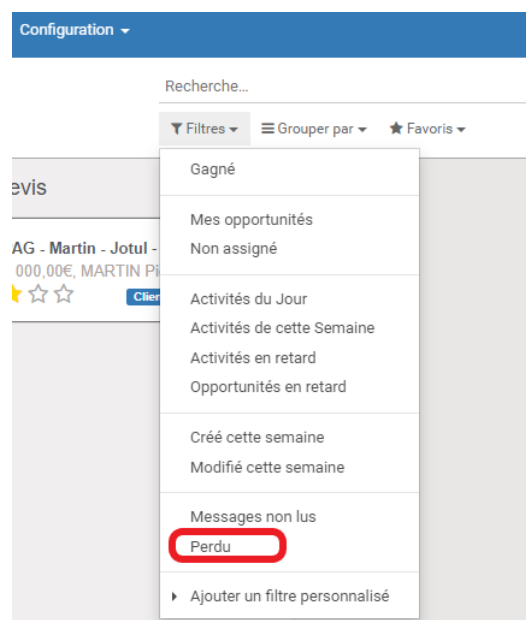 Configuration
Recherche...
Filtres
Grouper par
Favoris
Gagné
evis
Mes opportunités
Non assigné
AG - Martin - Jotul -
000,00€, MARTIN Pi
Clier
Activités du Jour
Activités de cette Semaine
Activités en retard
Opportunités en retard
Créé cette semaine
Modifié cette semaine
Messages non lus
Perdu
Ajouter un filtre personnalisé